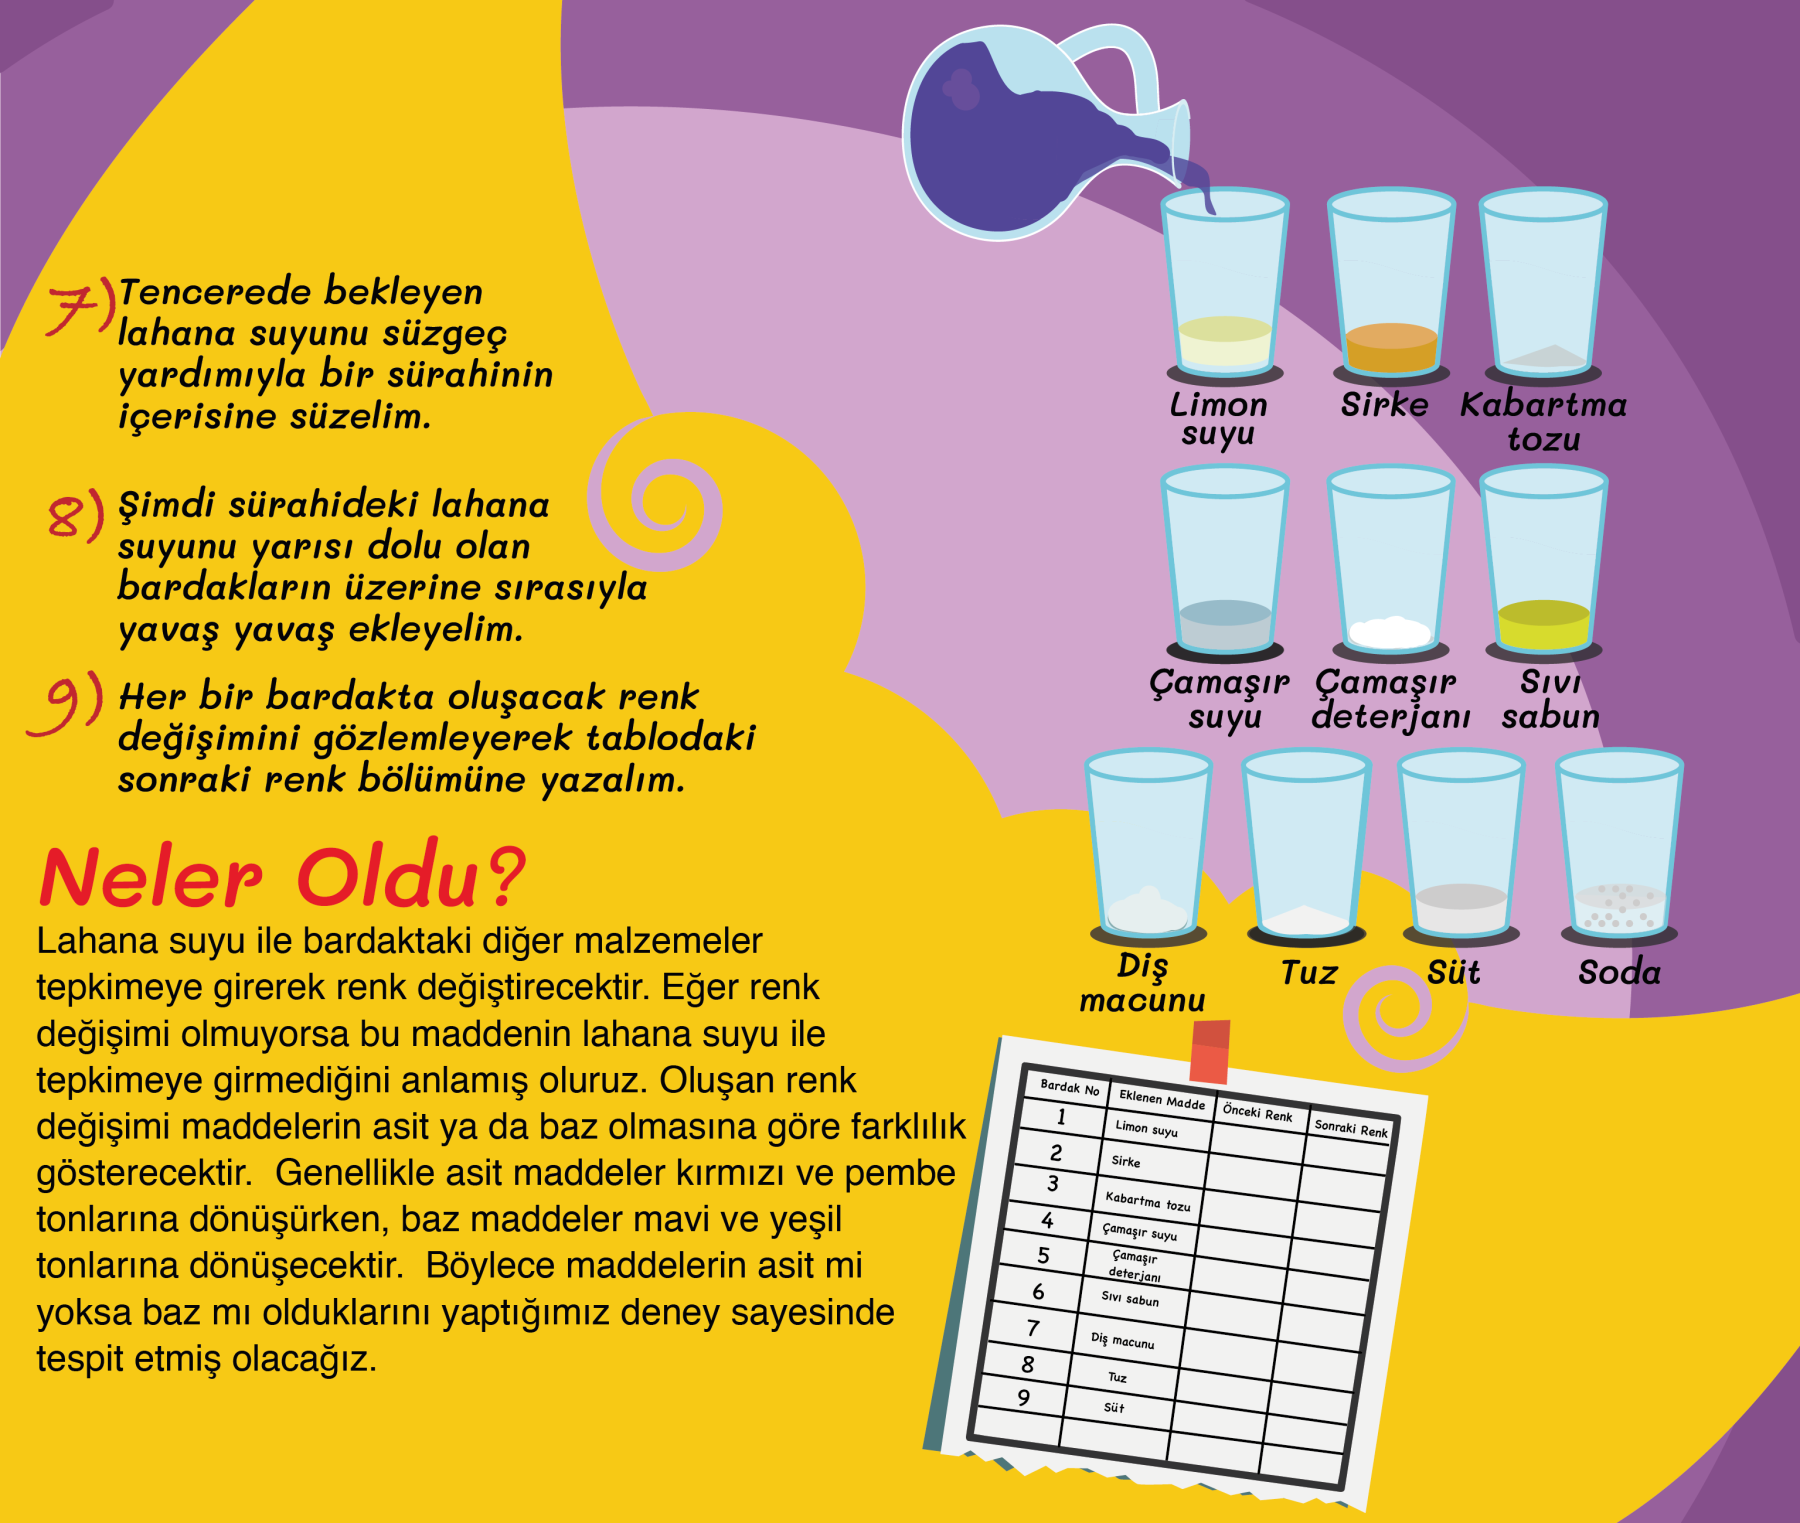 7) Tencerede bekleyen
lahana suyunu süzgeç
yardımıyla bir sürahinin
içerisine süzelim.
8) Şimdi sürahideki lahana
suyunu yarısı dolu olan
bardakların üzerine sırasıyla
yavaş yavaş ekleyelim.
9) Her bir bardakta oluşacak renk
değişimini gözlemleyerek tablodaki
sonraki renk bölümüne yazalım.
Neler Oldu?
Lahana suyu ile bardaktaki diğer malzemeler
tepkimeye girerek renk değiştirecektir. Eğer renk
değişimi olmuyorsa bu maddenin lahana suyu ile
tepkimeye girmediğini anlamış oluruz. Oluşan renk
değişimi maddelerin asit ya da baz olmasına göre farklılık
gösterecektir.  Genellikle asit maddeler kırmızı ve pembe
tonlarına dönüşürken, baz maddeler mavi ve yeşil
tonlarına dönüşecektir.  Böylece maddelerin asit mi
yoksa baz mı olduklarını yaptığımız deney sayesinde
tespit etmiş olacağız.
Limon
suyu
Sirke
Kabartma
tozu
Çamaşır
suyu
Çamaşır
deterjanı
Sıvı
sabun
Diş
macunu
Tuz
Süt
Soda
Bardak No Eklenen Madde Önceki Renk Sonraki Renk
1 Limon suyu
2 Sirke
3 Kabartma tozu
4 Çamaşır suyu
5 Çamaşır
deterjanı
6 Sıvı sabun
7 Diş macunu
8 Tuz
9 Süt